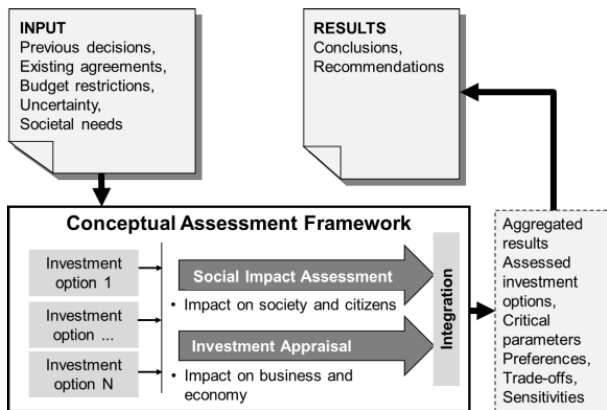 INPUT
Previous decisions,
Existing agreements,
Budget restrictions,
Uncertainty,
Societal needs
RESULTS
Conclusions,
Recommendations
Conceptual Assessment Framework
Investment
option 1
Investment
option ...
Investment
option N
Social Impact Assessment
• Impact on society and citizens
Investment Appraisal
• Impact on business and
economy
Integration
Aggregated
results
Assessed
investment
options,
Critical
parameters
Preferences,
Trade-offs,
Sensitivities